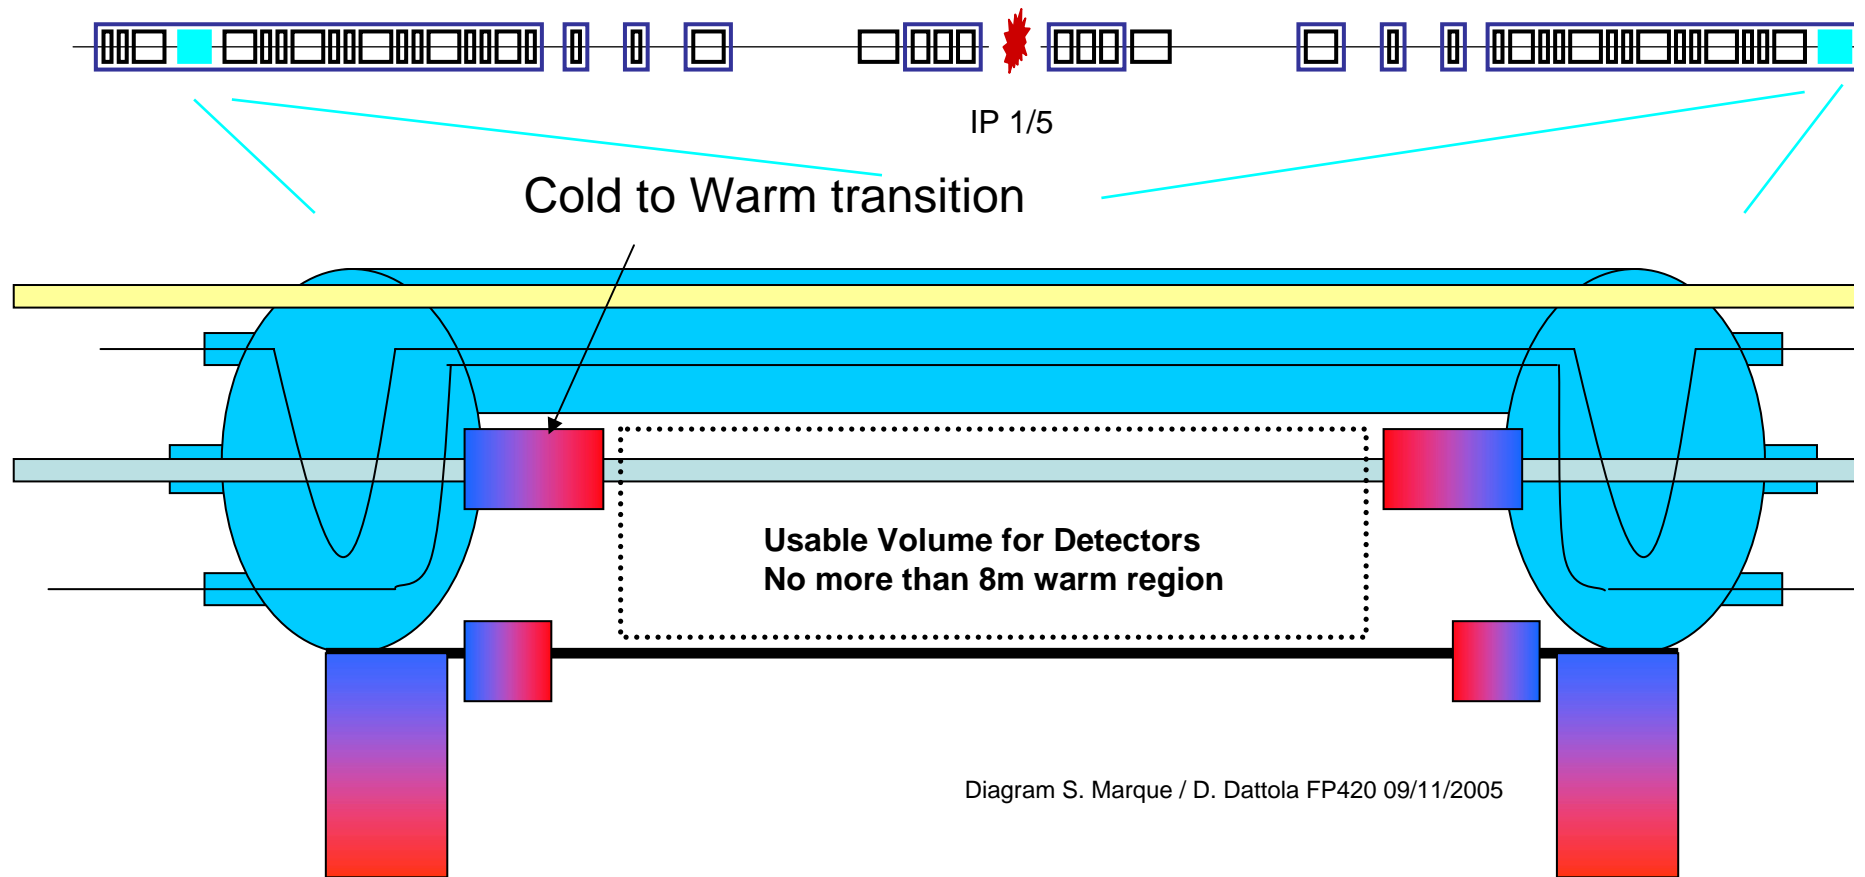 IP 1/5
Cold to Warm transition
Usable Volume for Detectors
No more than 8m warm region
Diagram S. Marque / D. Dattola FP420 09/11/2005